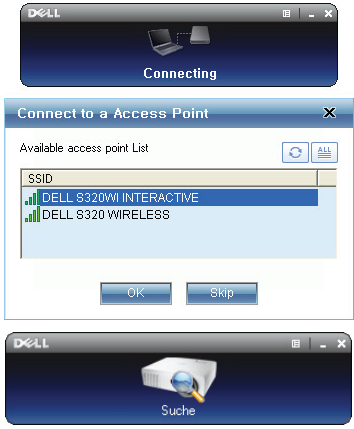 DELL
Connecting
Connect to a Access Point
Available access point List
ALL
SSID
DELL S320WI INTERACTIVE
DELL S320 WIRELESS
OK
Skip
DELL
Suche